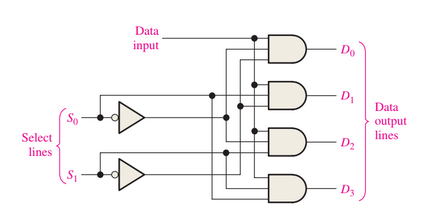 Data
input
D0
D1
Data
output
lines
S0
Select
lines
D2
S1
D3